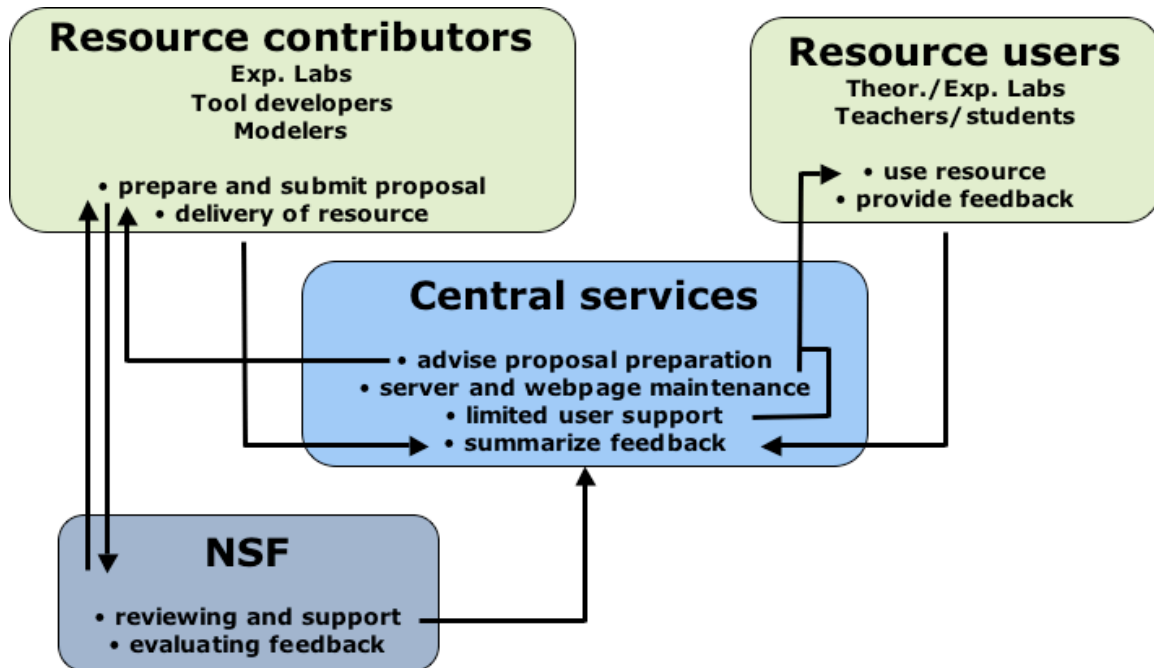 Resource contributors
Exp. Labs
Tool developers
Modelers
• prepare and submit proposal
• delivery of resource
Resource users
Theor./Exp. Labs
Teachers/students
• use resource
• provide feedback
Central services
• advise proposal preparation
• server and webpage maintenance
• limited user support
• summarize feedback
NSF
• reviewing and support
• evaluating feedback